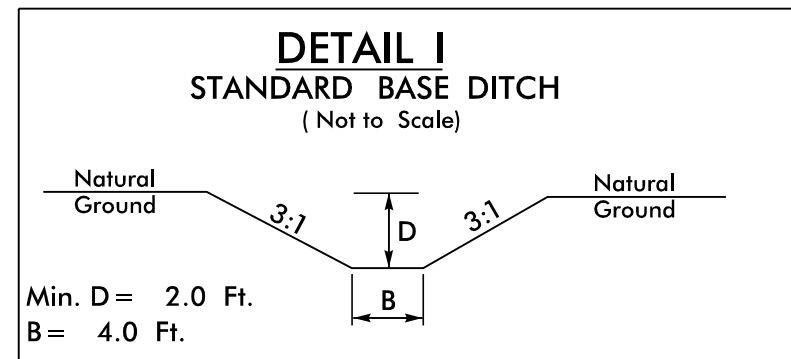 DETAIL I
STANDARD BASE DITCH
( Not to Scale)
Natural
Ground
3:1
D
3:1
Natural
Ground
B
Min. D = 2.0 Ft.
B = 4.0 Ft.